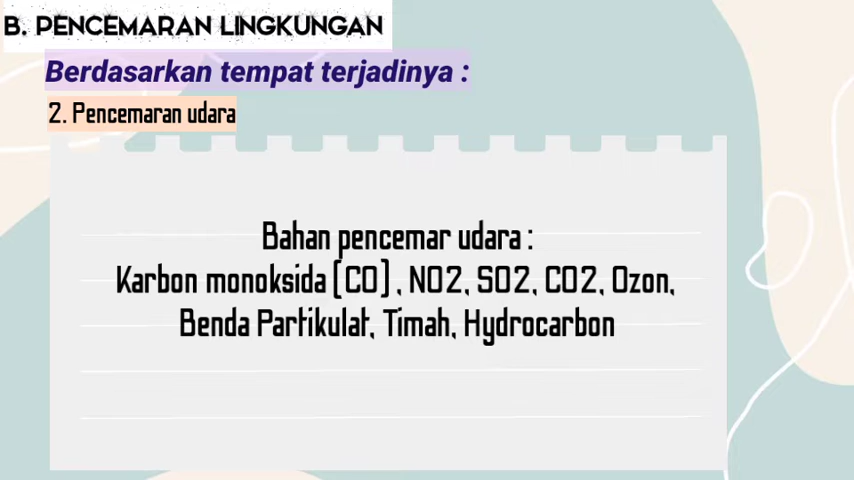 B. PENCEMARAN LINGKUNGAN
Berdasarkan tempat terjadinya :
2. Pencemaran udara
Bahan pencemar udara :
Karbon monoksida (CO) , NO2, SO2, CO2, Ozon,
Benda Partikulat, Timah, Hydrocarbon